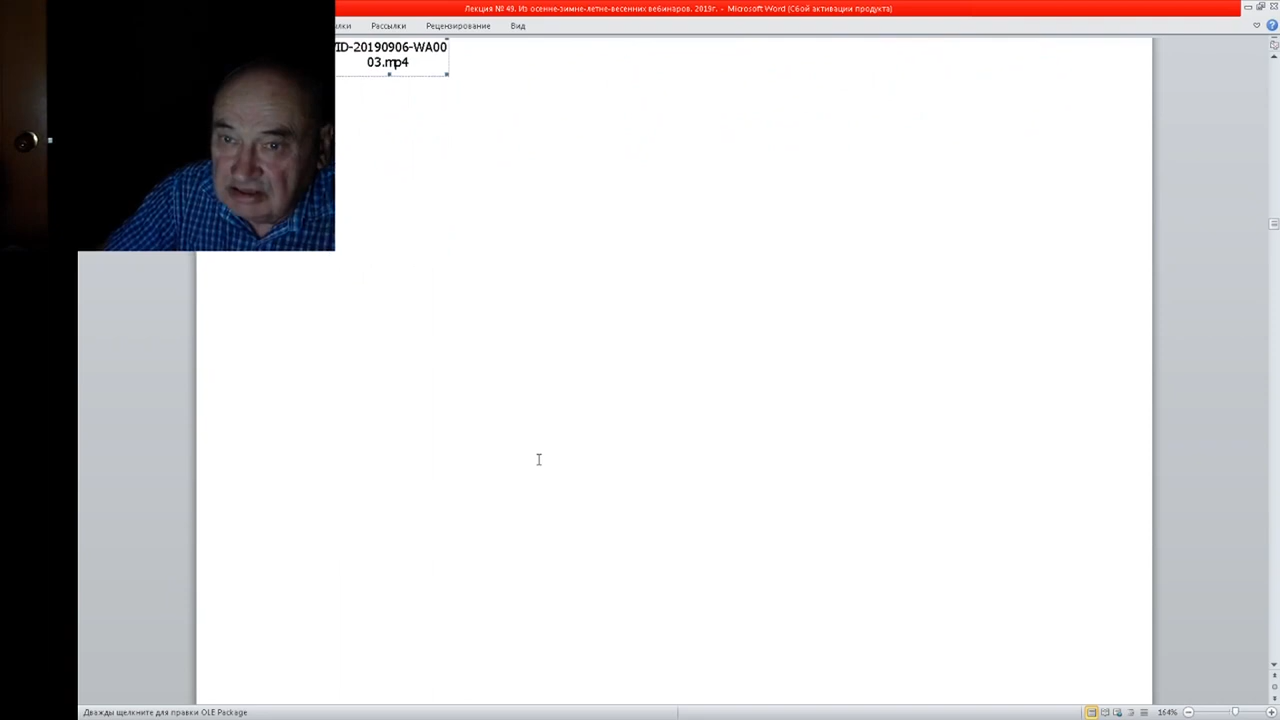 Лекция № 49. Из осенне-зимне-летне-весенних вебинаров. 2019г. - Microsoft Word (Сбой активации продукта)
лки Рассылки Рецензирование Вид
ID-20190906-WA00
03.mp4
Дважды щелкните для правки OLE Package
164%